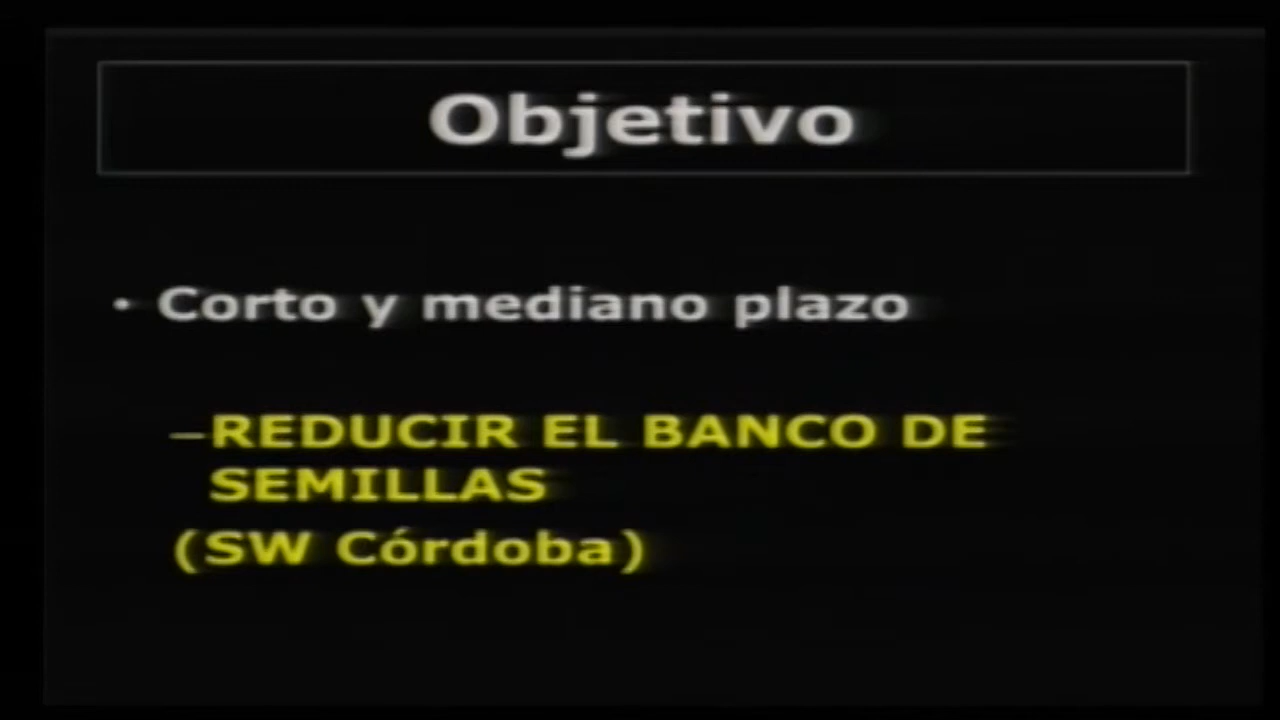 Objetivo
• Corto y mediano plazo
–REDUCIR EL BANCO DE
SEMILLAS
(SW Córdoba)